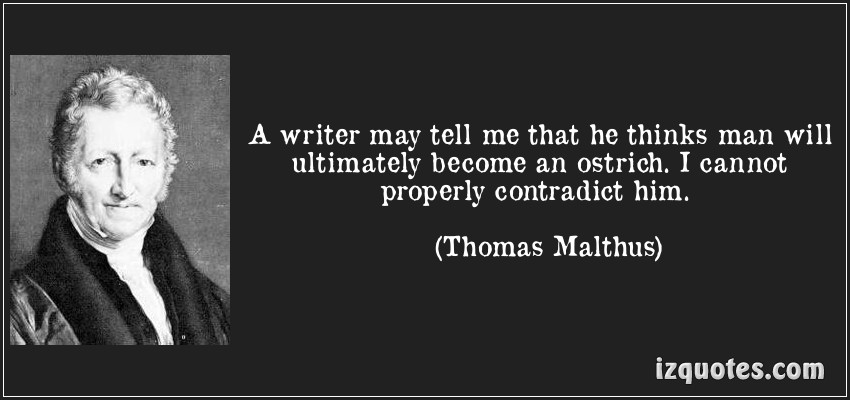 A writer may tell me that he thinks man will
ultimately become an ostrich. I cannot
properly contradict him.
(Thomas Malthus)
izquotes.com